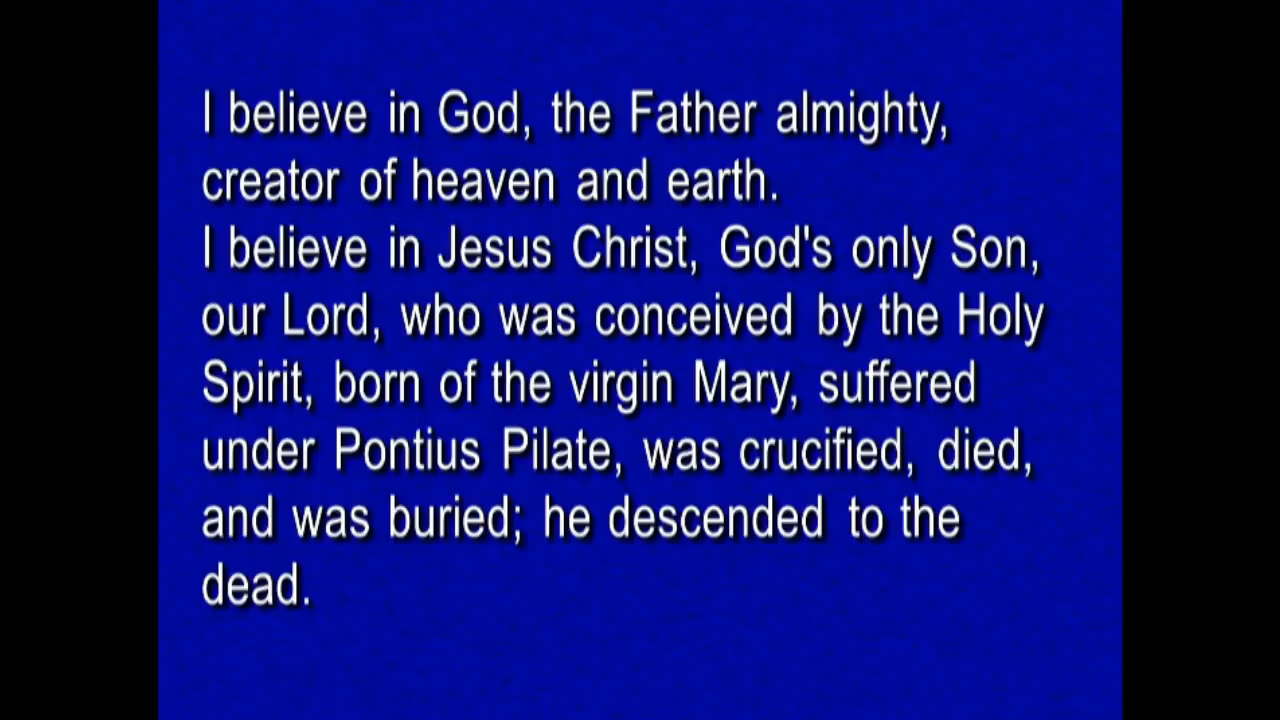 I believe in God, the Father almighty,
creator of heaven and earth.
I believe in Jesus Christ, God's only Son,
our Lord, who was conceived by the Holy
Spirit, born of the virgin Mary, suffered
under Pontius Pilate, was crucified, died,
and was buried; he descended to the
dead.